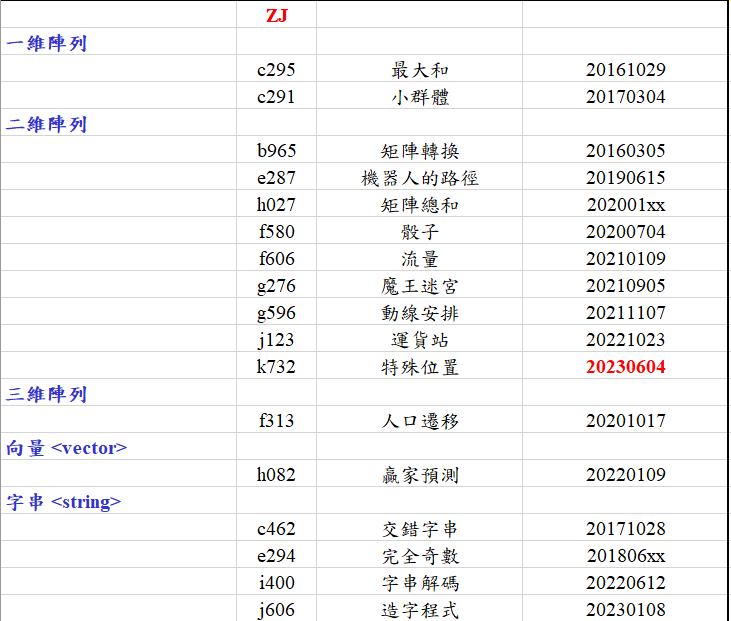 ZJ
一維陣列
c295 最大和 20161029
c291 小群體 20170304
二維陣列
b965 矩陣轉換 20160305
e287 機器人的路徑 20190615
h027 矩陣總和 202001xx
f580 骰子 20200704
f606 流量 20210109
g276 魔王迷宮 20210905
g596 動線安排 20211107
j123 運貨站 20221023
k732 特殊位置 20230604
三維陣列
f313 人口遷移 20201017
向量 <vector>
h082 贏家預測 20220109
字串 <string>
c462 交錯字串 20171028
e294 完全奇數 201806xx
i400 字串解碼 20220612
j606 造字程式 20230108